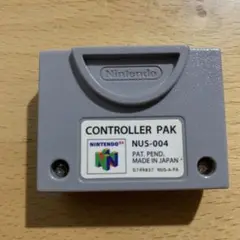 Nintendo
CONTROLLER PAK
NINTENDO 64
NUS-004
PAT. PEND.
MADE IN JAPAN